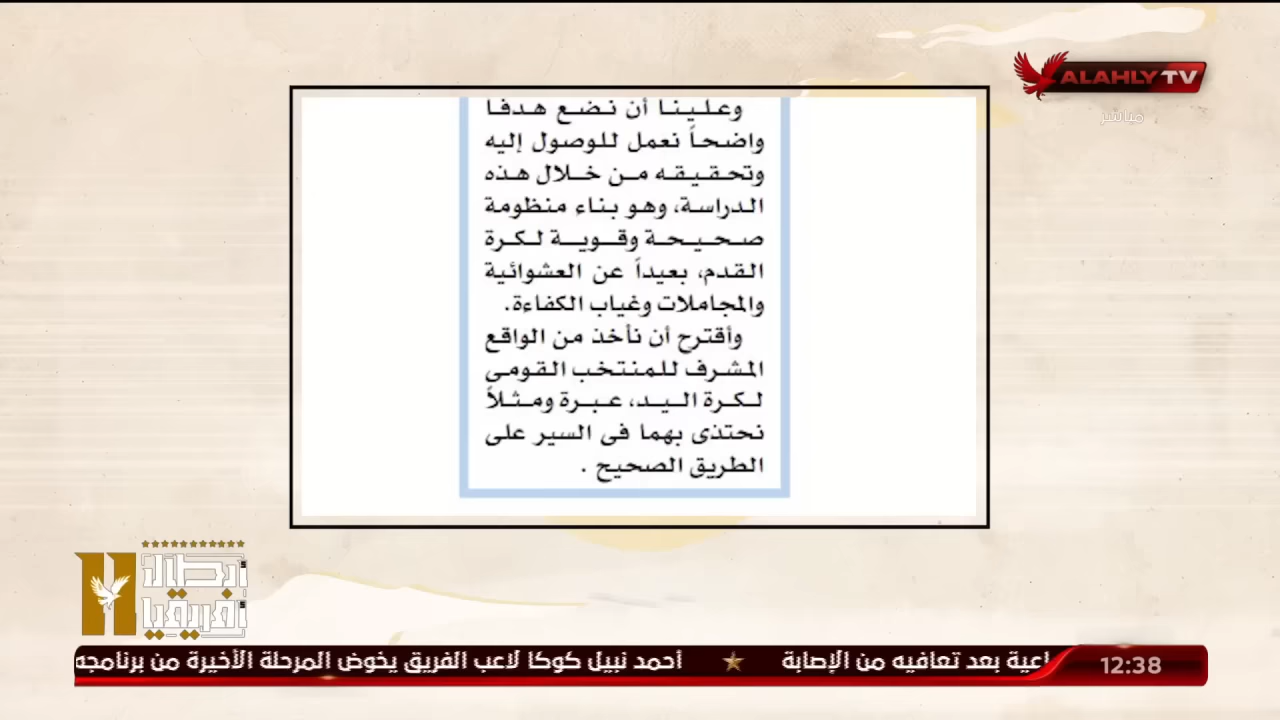 ALAHLY TV
مباشر
وعلينا أن نضع هدفا
واضحاً نعمل للوصول إليه
وتحقيقه من خلال هذه
الدراسة، وهو بناء منظومة
صحيحة وقوية لكرة
القدم، بعيداً عن العشوائية
والمجاملات وغياب الكفاءة.
وأقترح أن نأخذ من الواقع
المشرف للمنتخب القومى
لكرة اليد، عبرة ومثلاً
نحتذى بهما فى السير على
الطريق الصحيح .
أبطال
أفريقيا
11
12:38
اعية بعد تعافيه من الإصابة ★ أحمد نبيل كوكا لاعب الفريق يخوض المرحلة الأخيرة من برنامجه